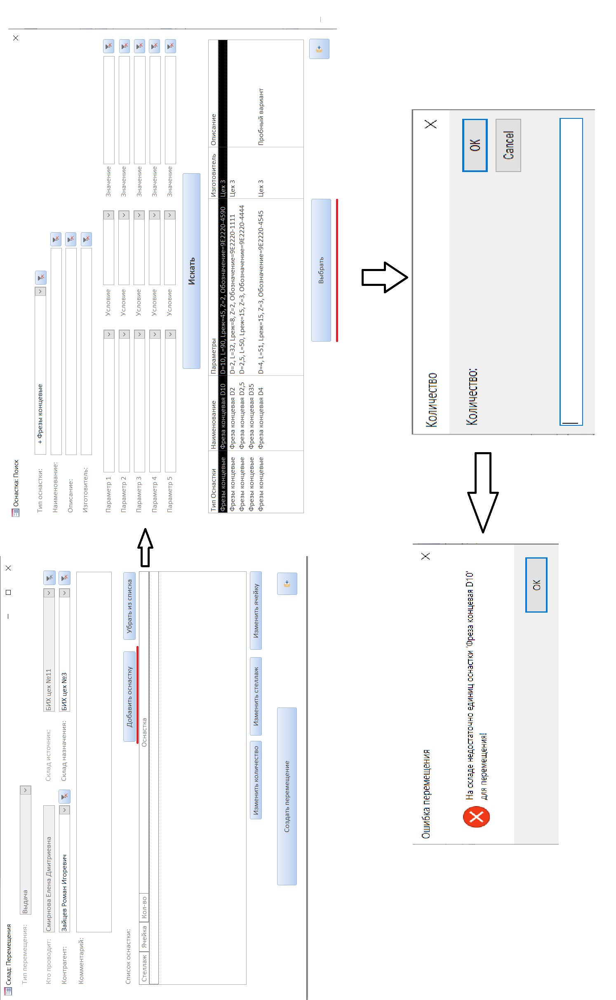 Склад: Перемещения
Тип перемещения: Выдача
Кто проводит: Смирнова Елена Дмитриевна Склад источник: БИХ цех №11
Контрагент: Зайцев Роман Игоревич Склад назначения: БИХ цех №3
Комментарий:
Список оснастки: Добавить оснастку Убрать из списка
Стеллаж Ячейка Кол-во Оснастка
Изменить количество Изменить стеллаж Изменить ячейку
Создать перемещение
Оснастка: Поиск
Тип оснастки: + Фрезы концевые
Наименование:
Описание:
Изготовитель:
Параметр 1 Условие Значение
Параметр 2 Условие Значение
Параметр 3 Условие Значение
Параметр 4 Условие Значение
Параметр 5 Условие Значение
Искать
Тип Оснастки Наименование Параметры Изготовитель Описание
Фрезы концевые Фреза концевая D10 D=10, L=90, Lреж=45, Z=2, Обозначение=9Е2220-4590 Цех 3
Фрезы концевые Фреза концевая D2 D=2, L=32, Lреж=8, Z=2, Обозначение=9Е2220-1111 Цех 3
Фрезы концевые Фреза концевая D2,5 D=2,5, L=50, Lреж=15, Z=3, Обозначение=9Е2220-4444
Фрезы концевые Фреза концевая D35
Фрезы концевые Фреза концевая D4 D=4, L=51, Lреж=15, Z=3, Обозначение=9Е2220-4545 Цех 3 Пробный вариант
Выбрать
Количество
Количество:
OK
Cancel
Ошибка перемещения
На складе недостаточно единиц оснастки 'Фреза концевая D10'
для перемещения!
OK